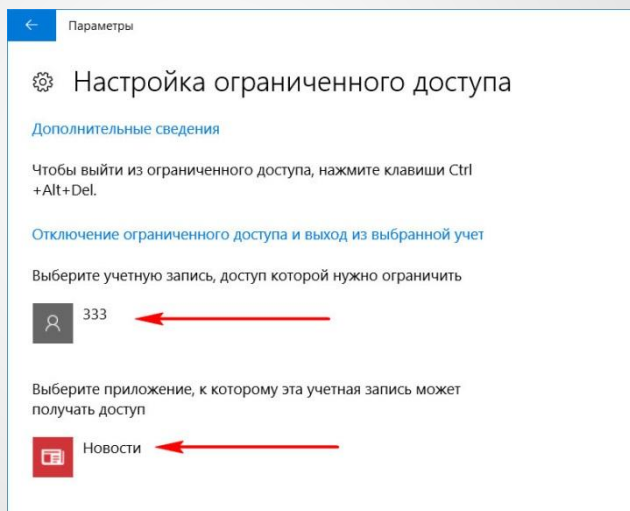 Параметры
Настройка ограниченного доступа
Дополнительные сведения
Чтобы выйти из ограниченного доступа, нажмите клавиши Ctrl
+Alt+Del.
Отключение ограниченного доступа и выход из выбранной учет
Выберите учетную запись, доступ которой нужно ограничить
333
Выберите приложение, к которому эта учетная запись может
получать доступ
Новости